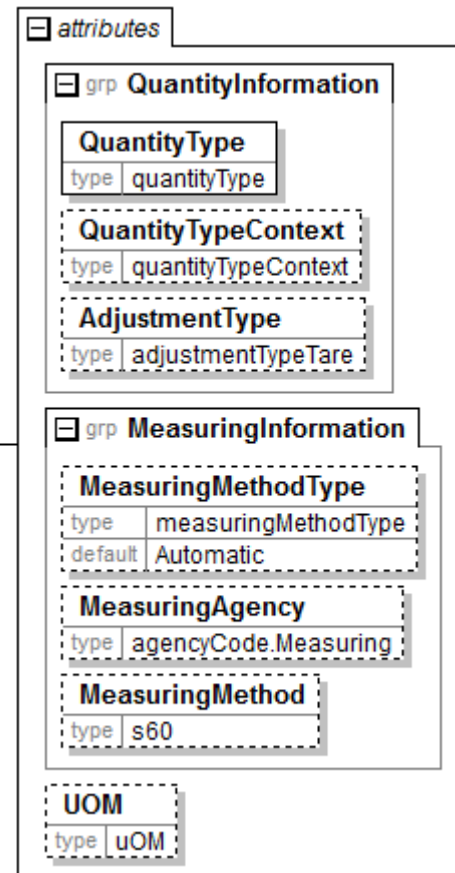 attributes
grp QuantityInformation
QuantityType
type quantityType
QuantityTypeContext
type quantityTypeContext
AdjustmentType
type adjustmentTypeTare
grp MeasuringInformation
MeasuringMethodType
type measuringMethodType
default Automatic
MeasuringAgency
type agencyCode.Measuring
MeasuringMethod
type s60
UOM
type uOM